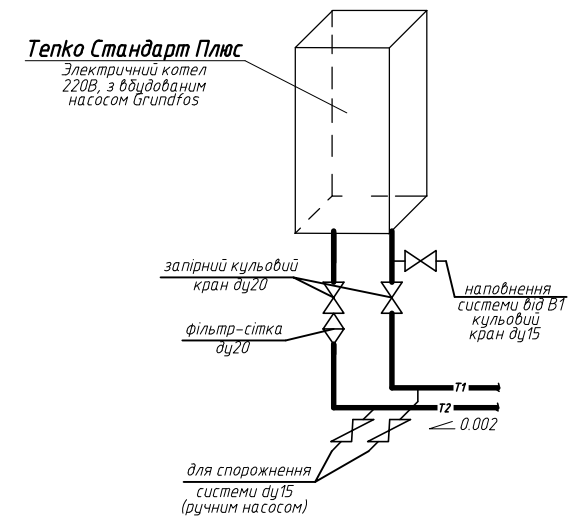 Tenko Стандарт Плюс
Электричний котел
220В, з вбудованим
насосом Grundfos
запірний кульовий
кран ду20
фільтр-сітка
ду20
наповнення
системи від В1
кульовий
кран ду15
Т1
Т2
0.002
для спорожнення
системи ду15
(ручним насосом)